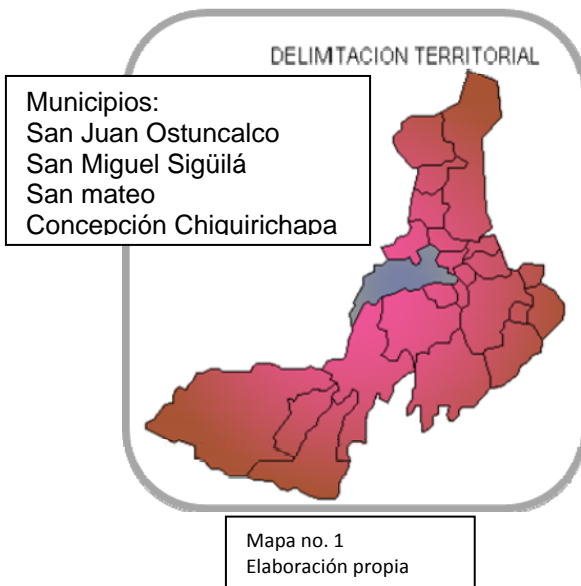 DELIMITACION TERRITORIAL
Municipios:
San Juan Ostuncalco
San Miguel Sigüilá
San mateo
Concepción Chiquirichapa
Mapa no. 1
Elaboración propia